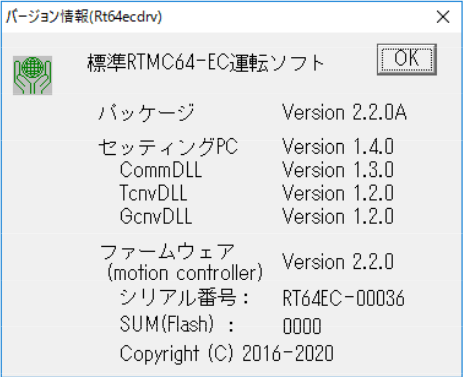 バージョン情報(Rt64ecdrv)
標準RTMC64-EC運転ソフト OK
パッケージ Version 2.2.0A
セッティングPC Version 1.4.0
CommDLL Version 1.3.0
TcnvDLL Version 1.2.0
GcnvDLL Version 1.2.0
ファームウェア
(motion controller) Version 2.2.0
シリアル番号： RT64EC-00036
SUM(Flash) ： 0000
Copyright (C) 2016-2020